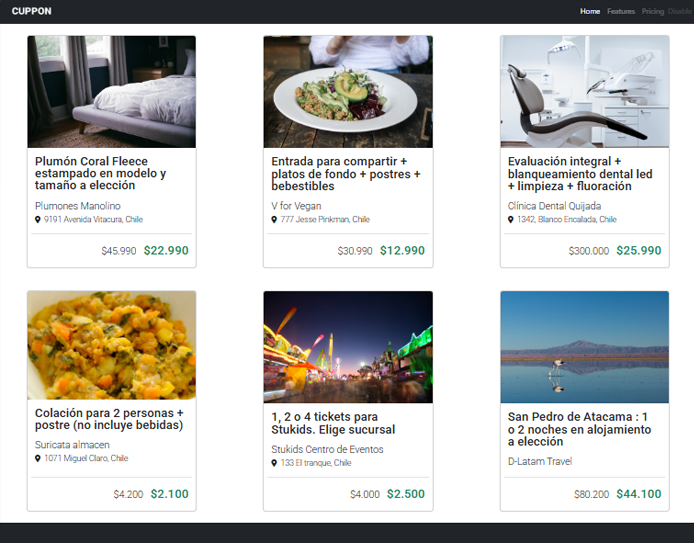 CUPPON
Home Features Pricing Disable
Plumón Coral Fleece
estampado en modelo y
tamaño a elección
Plumones Manolino
9191 Avenida Vitacura, Chile
$45.990 $22.990
Entrada para compartir +
platos de fondo + postres +
bebestibles
V for Vegan
777 Jesse Pinkman, Chile
$30.990 $12.990
Evaluación integral +
blanqueamiento dental led
+ limpieza + fluoración
Clínica Dental Quijada
1342, Blanco Encalada, Chile
$300.000 $25.990
Colación para 2 personas +
postre (no incluye bebidas)
Suricata almacen
1071 Miguel Claro, Chile
$4.200 $2.100
1, 2 o 4 tickets para
Stukids. Elige sucursal
Stukids Centro de Eventos
133 El tranque, Chile
$4.000 $2.500
San Pedro de Atacama : 1
o 2 noches en alojamiento
a elección
D-Latam Travel
$80.200 $44.100